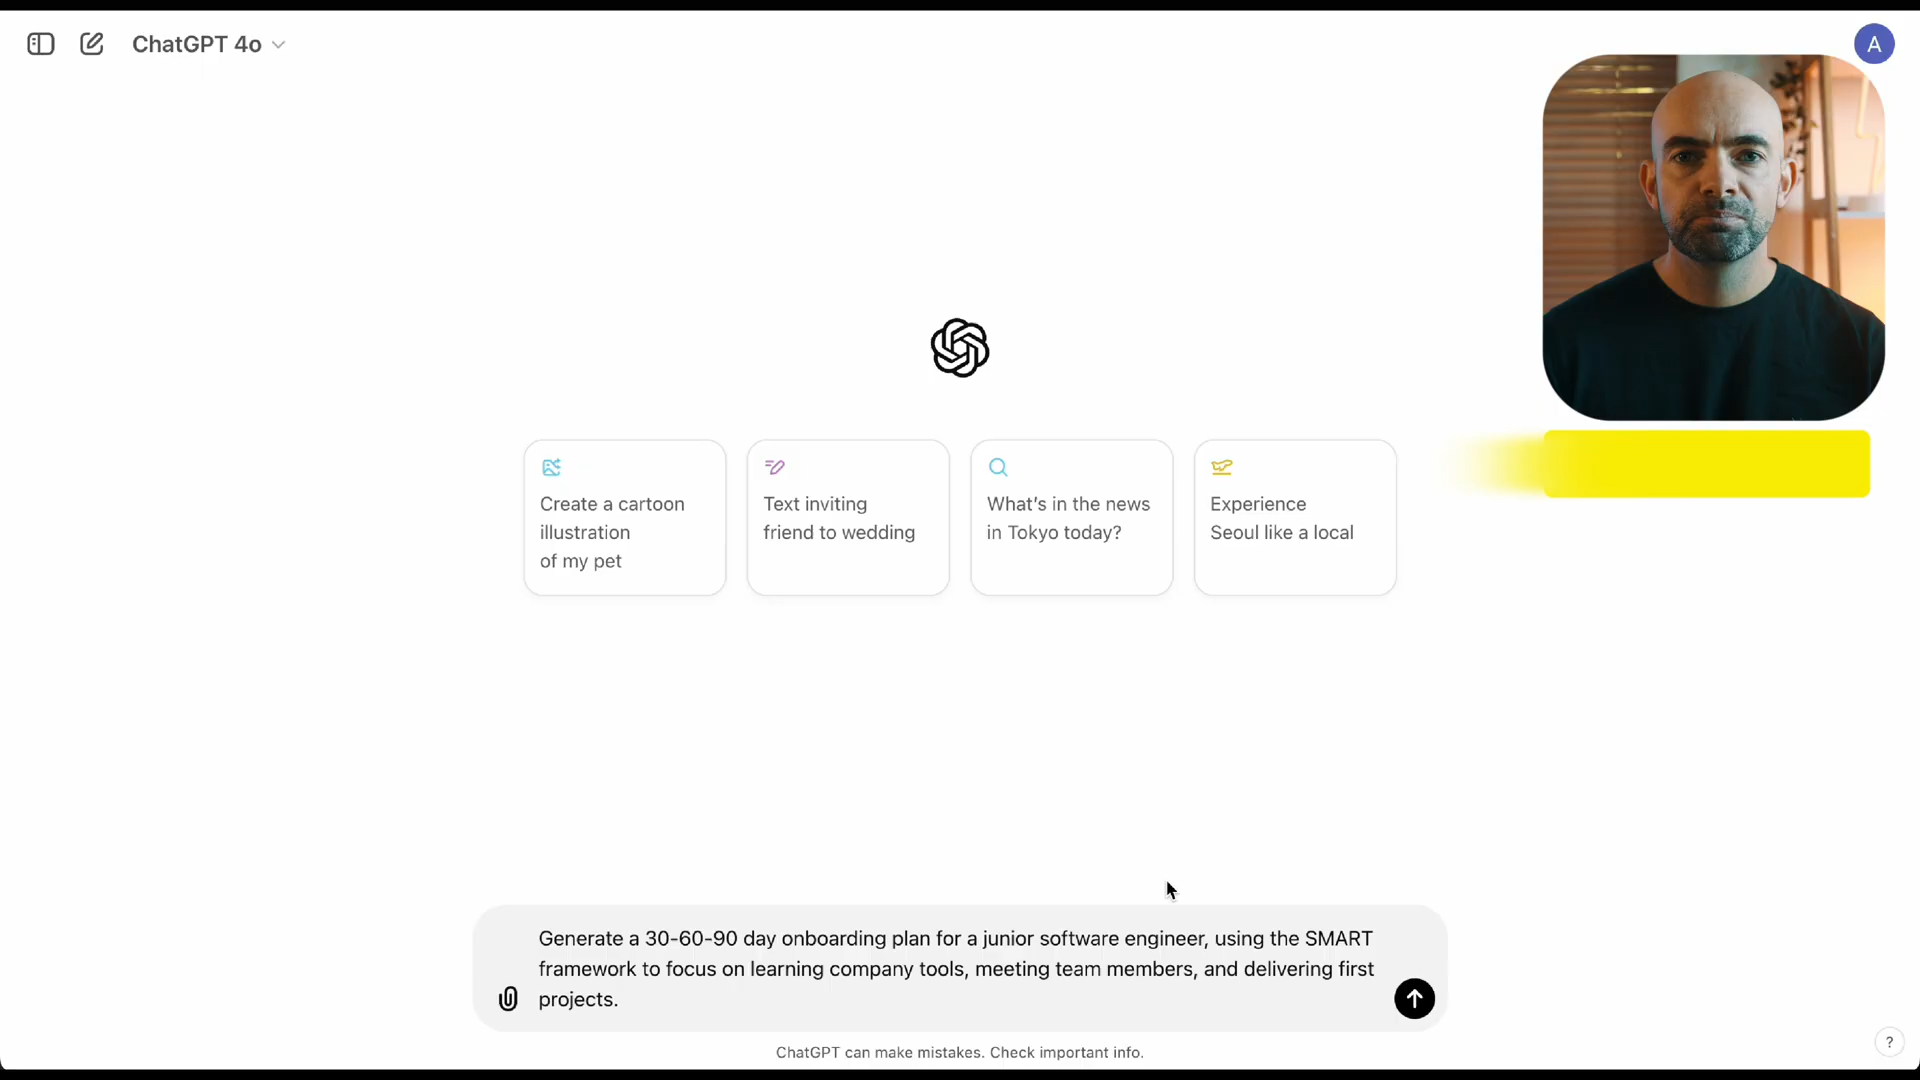 ChatGPT 4o
A
Create a cartoon
illustration
of my pet
Text inviting
friend to wedding
What's in the news
in Tokyo today?
Experience
Seoul like a local
Generate a 30-60-90 day onboarding plan for a junior software engineer, using the SMART
framework to focus on learning company tools, meeting team members, and delivering first
projects.
ChatGPT can make mistakes. Check important info.
?